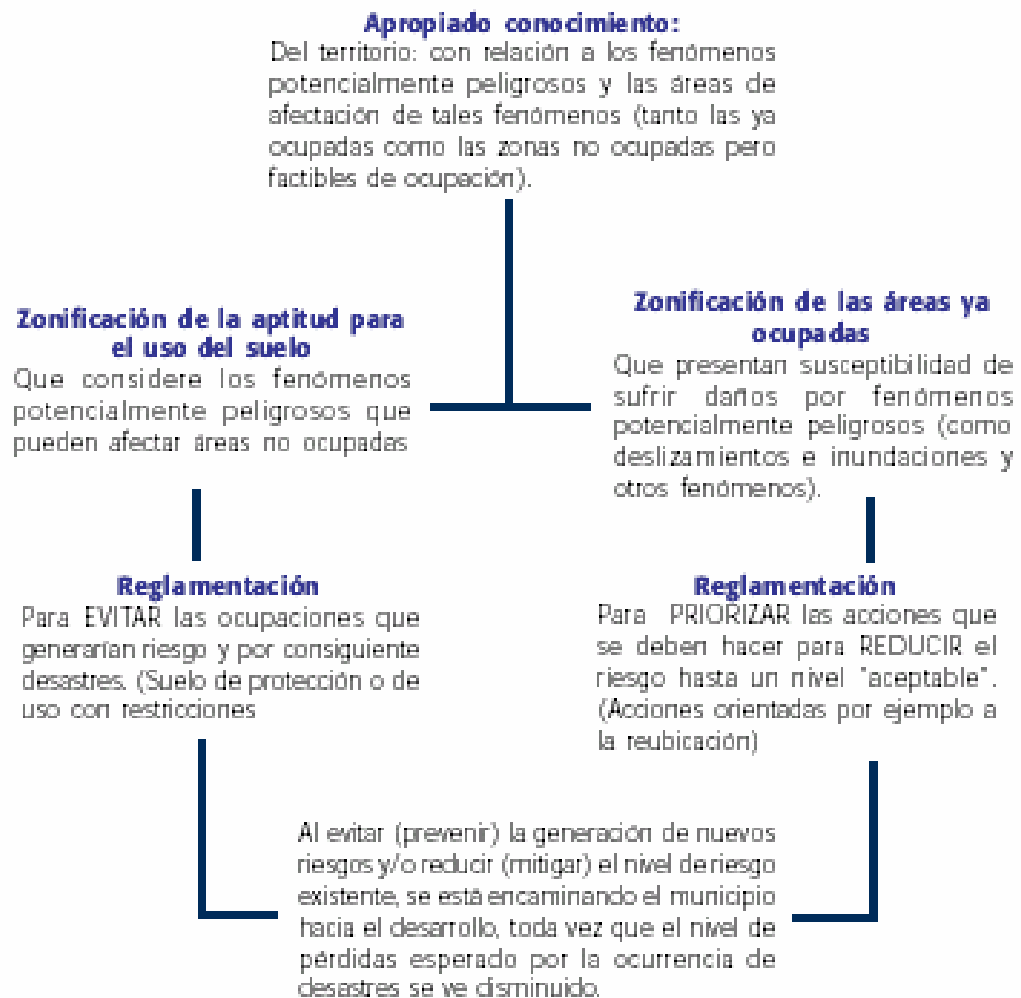 Apropiado conocimiento:
Del territorio: con relación a los fenómenos
potencialmente peligrosos y las áreas de
afectación de tales fenómenos (tanto las ya
ocupadas como las zonas no ocupadas pero
factibles de ocupación).
Zonificación de la aptitud para
el uso del suelo
Que considere los fenómenos
potencialmente peligrosos que
pueden afectar áreas no ocupadas
Zonificación de las áreas ya
ocupadas
Que presentan susceptibilidad de
sufrir daños por fenómenos
potencialmente peligrosos (como
deslizamientos e inundaciones y
otros fenómenos).
Reglamentación
Para EVITAR las ocupaciones que
generarían riesgo y por consiguiente
desastres. (Suelo de protección o de
uso con restricciones
Reglamentación
Para PRIORIZAR las acciones que
se deben hacer para REDUCIR el
riesgo hasta un nivel "aceptable".
(Acciones orientadas por ejemplo a
la reubicación)
Al evitar (prevenir) la generación de nuevos
riesgos y/o reducir (mitigar) el nivel de riesgo
existente, se está encaminando el municipio
hacia el desarrollo, toda vez que el nivel de
pérdidas esperado por la ocurrencia de
desastres se ve disminuido.